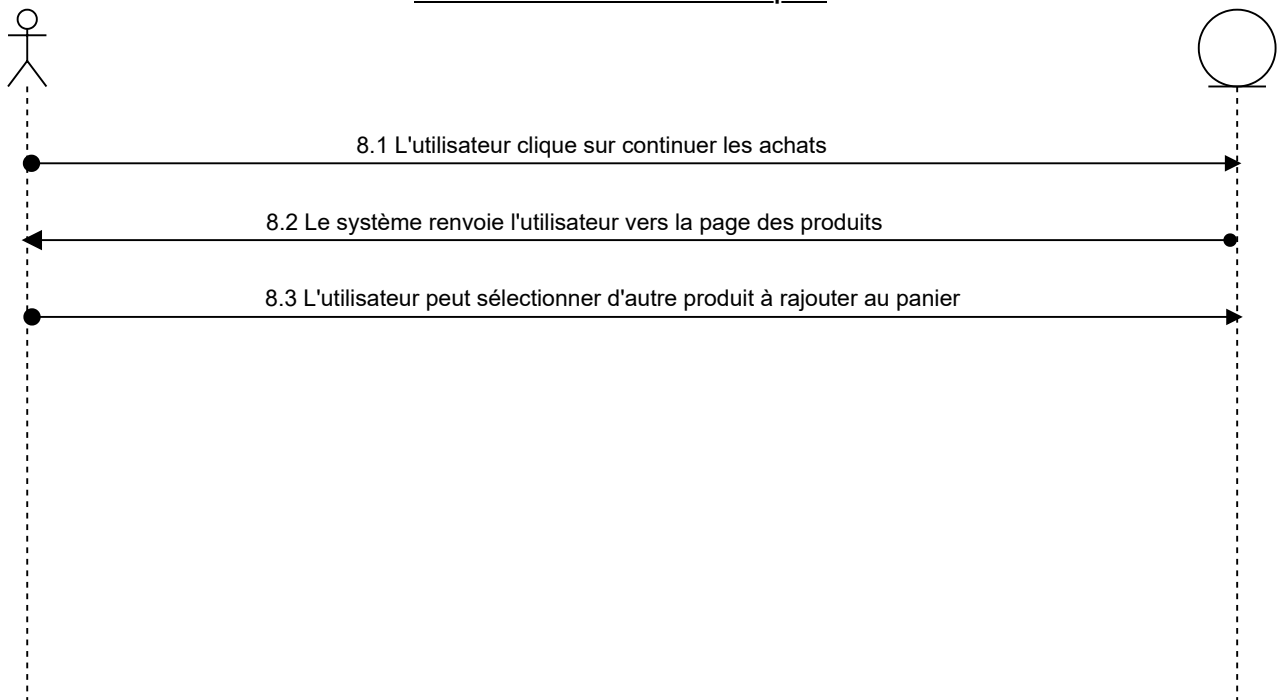 8.1 L'utilisateur clique sur continuer les achats
8.2 Le système renvoie l'utilisateur vers la page des produits
8.3 L'utilisateur peut sélectionner d'autre produit à rajouter au panier